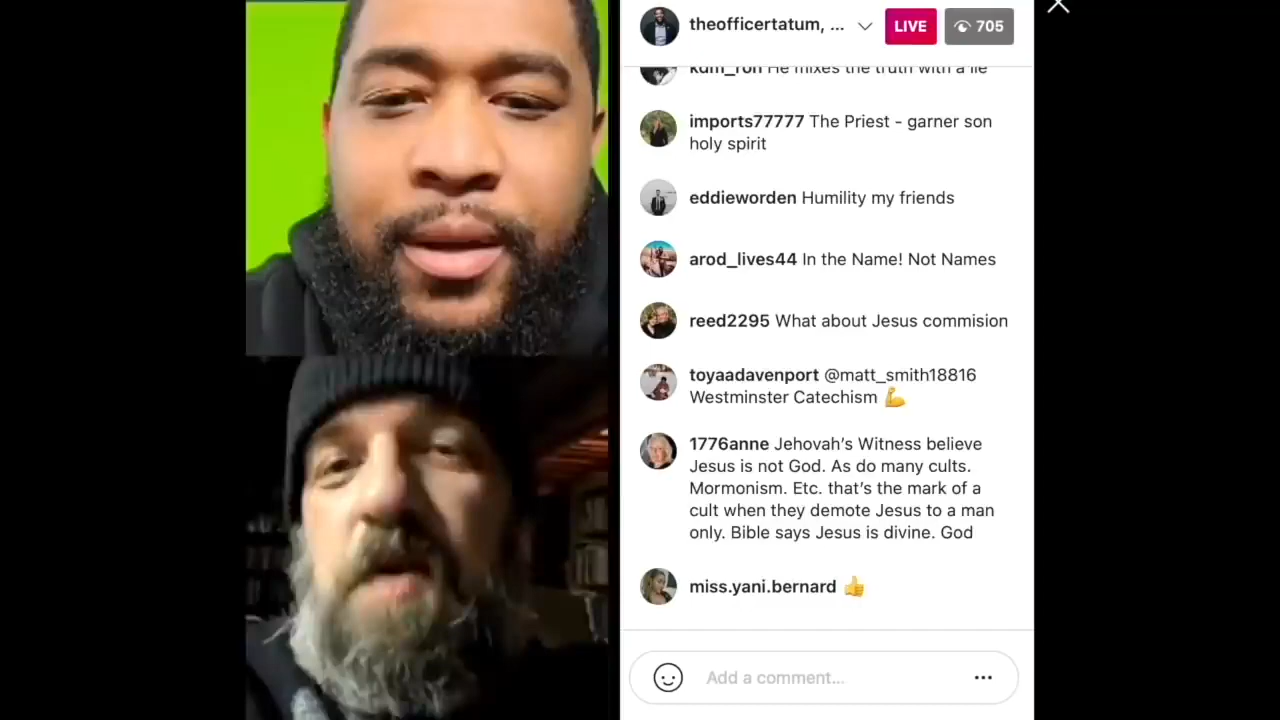 theofficertatum, ...
LIVE
705
kdm_ron He mixes the truth with a lie
imports77777 The Priest - garner son
holy spirit
eddieworden Humility my friends
arod_lives44 In the Name! Not Names
reed2295 What about Jesus commision
toyaadavenport @matt_smith18816
Westminster Catechism 💪
1776anne Jehovah’s Witness believe
Jesus is not God. As do many cults.
Mormonism. Etc. that’s the mark of a
cult when they demote Jesus to a man
only. Bible says Jesus is divine. God
miss.yani.bernard 👍
Add a comment...